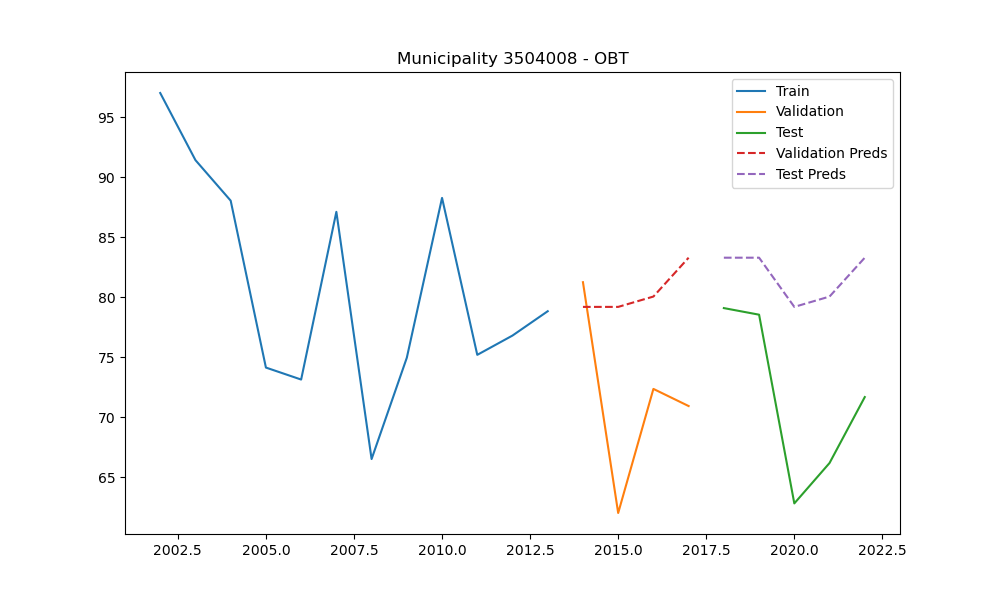 Municipality 3504008 - OBT
Train
Validation
Test
Validation Preds
Test Preds
95
90
85
80
75
70
65
2002.5 2005.0 2007.5 2010.0 2012.5 2015.0 2017.5 2020.0 2022.5